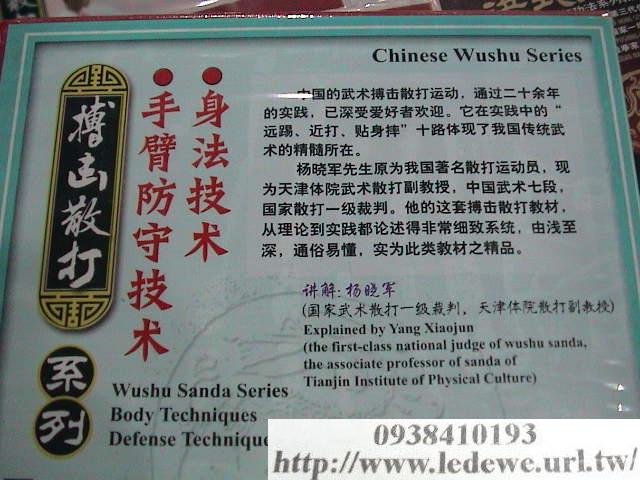 Chinese Wushu Series
搏击散打
系列
身法技术
手臂防守技术
中国的武术搏击散打运动，通过二十余年
的实践，已深受爱好者欢迎。它在实践中的“
远踢、近打、贴身摔”十路体现了我国传统武
术的精髓所在。
杨晓军先生原为我国著名散打运动员，现
为天津体院武术散打副教授，中国武术七段，
国家散打一级裁判。他的这套搏击散打教材，
从理论到实践都论述得非常细致系统，由浅至
深，通俗易懂，实为此类教材之精品。
讲解:杨晓军
(国家武术散打一级裁判，天津体院散打副教授)
Explained by Yang Xiaojun
(the first-class national judge of wushu sanda,
the associate professor of sanda of
Tianjin Institute of Physical Culture)
Wushu Sanda Series
Body Techniques
Defense Technique
0938410193
http://www.ledewe.url.tw/